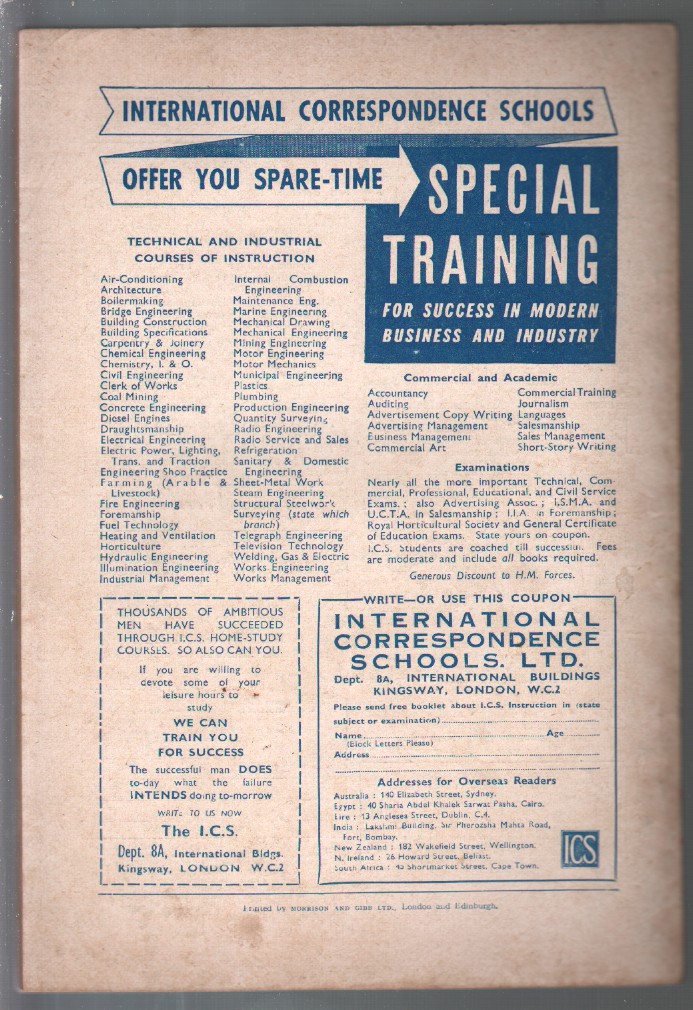 INTERNATIONAL CORRESPONDENCE SCHOOLS
OFFER YOU SPARE-TIME
SPECIAL
TRAINING
FOR SUCCESS IN MODERN
BUSINESS AND INDUSTRY
TECHNICAL AND INDUSTRIAL
COURSES OF INSTRUCTION
Air-Conditioning
Architecture
Boilermaking
Bridge Engineering
Building Construction
Building Specifications
Carpentry & Joinery
Chemical Engineering
Chemistry, I. & O.
Civil Engineering
Clerk of Works
Coal Mining
Concrete Engineering
Diesel Engines
Draughtsmanship
Electrical Engineering
Electric Power, Lighting,
Trans. and Traction
Engineering Shop Practice
Farming (Arable &
Livestock)
Fire Engineering
Foremanship
Fuel Technology
Heating and Ventilation
Horticulture
Hydraulic Engineering
Illumination Engineering
Industrial Management
Internal Combustion
Engineering
Maintenance Eng.
Marine Engineering
Mechanical Drawing
Mechanical Engineering
Mining Engineering
Motor Engineering
Motor Mechanics
Municipal Engineering
Plastics
Plumbing
Production Engineering
Quantity Surveying
Radio Engineering
Radio Service and Sales
Refrigeration
Sanitary & Domestic
Engineering
Sheet-Metal Work
Steam Engineering
Structural Steelwork
Surveying (state which
branch)
Telegraph Engineering
Television Technology
Welding, Gas & Electric
Works Engineering
Works Management
Commercial and Academic
Accountancy
Auditing
Advertisement Copy Writing
Advertising Management
Business Management
Commercial Art
Commercial Training
Journalism
Languages
Salesmanship
Sales Management
Short-Story Writing
Examinations
Nearly all the more important Technical, Com-
mercial, Professional, Educational, and Civil Service
Exams.; also Advertising Assoc.; I.S.M.A. and
U.C.T.A. in Salesmanship; I.I.A. in Foremanship;
Royal Horticultural Society and General Certificate
of Education Exams. State yours on coupon.
I.C.S. Students are coached till successful. Fees
are moderate and include all books required.
Generous Discount to H.M. Forces.
THOUSANDS OF AMBITIOUS
MEN HAVE SUCCEEDED
THROUGH I.C.S. HOME-STUDY
COURSES. SO ALSO CAN YOU.
If you are willing to
devote some of your
leisure hours to
study
WE CAN
TRAIN YOU
FOR SUCCESS
The successful man DOES
to-day what the failure
INTENDS doing to-morrow
WRITE TO US NOW
The I.C.S.
Dept. 8A, International Bldgs.
Kingsway, LONDON W.C.2
WRITE—OR USE THIS COUPON
INTERNATIONAL
CORRESPONDENCE
SCHOOLS. LTD.
Dept. 8A, INTERNATIONAL BUILDINGS
KINGSWAY, LONDON, W.C.2
Please send free booklet about I.C.S. Instruction in (state
subject or examination)
Name Age
(Block Letters Please)
Address
Addresses for Overseas Readers
Australia : 140 Elizabeth Street, Sydney.
Egypt : 40 Sharia Abdul Khalek Sarwat Pasha, Cairo.
Eire : 13 Anglesea Street, Dublin, C.4.
India : Lakshmi Building, Sir Pherozsha Mahta Road,
Fort, Bombay.
New Zealand : 182 Wakefield Street, Wellington.
N. Ireland : 26 Howard Street, Belfast.
South Africa : 45 Shortmarket Street, Cape Town.
ICS
Printed by MORRISON AND GIBB LTD., London and Edinburgh.